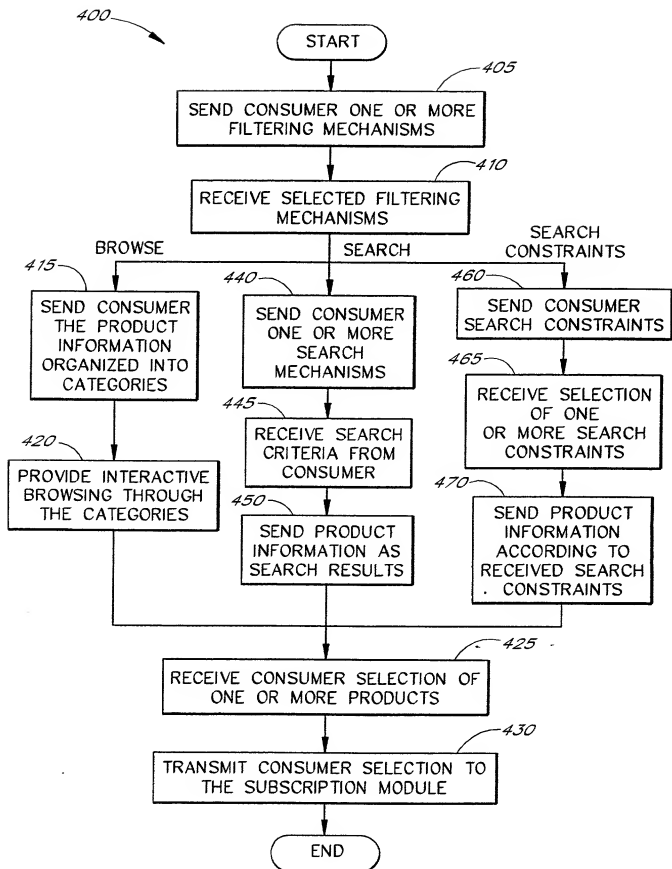 400
START
405
SEND CONSUMER ONE OR MORE
FILTERING MECHANISMS
410
RECEIVE SELECTED FILTERING
MECHANISMS
BROWSE
SEARCH
SEARCH
CONSTRAINTS
415
SEND CONSUMER
THE PRODUCT
INFORMATION
ORGANIZED INTO
CATEGORIES
420
PROVIDE INTERACTIVE
BROWSING THROUGH
THE CATEGORIES
440
SEND CONSUMER
ONE OR MORE
SEARCH
MECHANISMS
445
RECEIVE SEARCH
CRITERIA FROM
CONSUMER
450
SEND PRODUCT
INFORMATION AS
SEARCH RESULTS
460
SEND CONSUMER
SEARCH CONSTRAINTS
465
RECEIVE SELECTION
OF ONE
OR MORE SEARCH
CONSTRAINTS
470
SEND PRODUCT
INFORMATION
ACCORDING TO
RECEIVED SEARCH
CONSTRAINTS
425
RECEIVE CONSUMER SELECTION OF
ONE OR MORE PRODUCTS
430
TRANSMIT CONSUMER SELECTION TO
THE SUBSCRIPTION MODULE
END